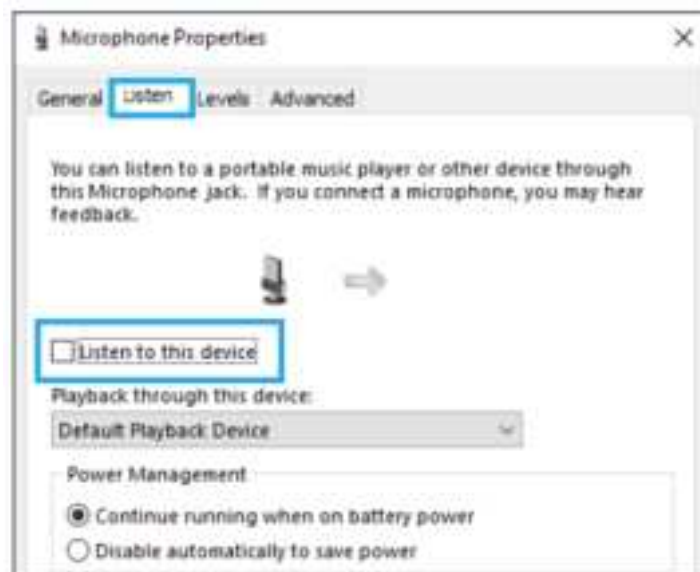 Microphone Properties
General Listen Levels Advanced
You can listen to a portable music player or other device through
this Microphone jack. If you connect a microphone, you may hear
feedback.
Listen to this device
Playback through this device:
Default Playback Device
Power Management
Continue running when on battery power
Disable automatically to save power